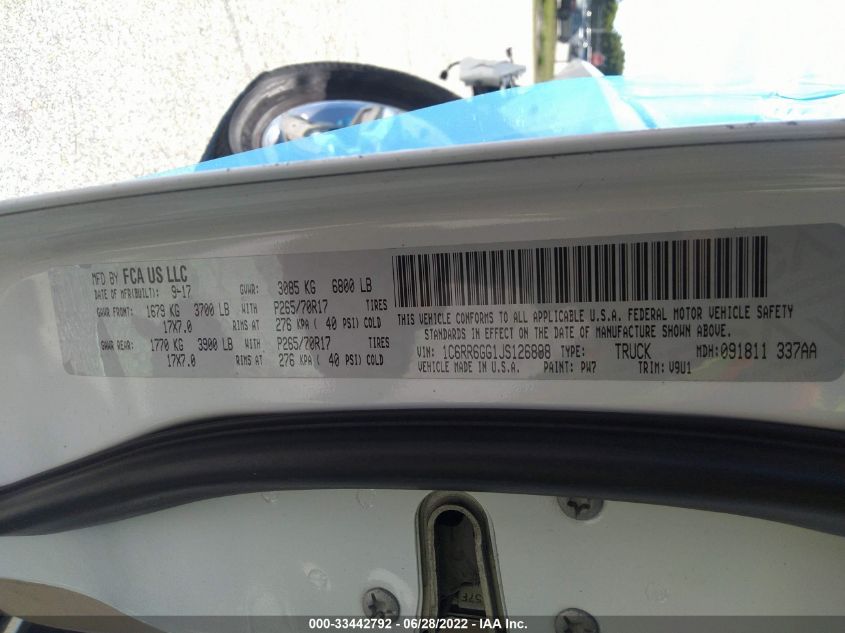 MFD BY FCA US LLC
DATE OF MFR(BUILT): 9-17 GVWR: 3085 KG 6800 LB
GAWR FRONT: 1679 KG 3700 LB WITH P265/70R17 TIRES
17X7.0 RIMS AT 276 KPA ( 40 PSI) COLD
GAWR REAR: 1770 KG 3900 LB WITH P265/70R17 TIRES
17X7.0 RIMS AT 276 KPA ( 40 PSI) COLD
THIS VEHICLE CONFORMS TO ALL APPLICABLE U.S.A. FEDERAL MOTOR VEHICLE SAFETY
STANDARDS IN EFFECT ON THE DATE OF MANUFACTURE SHOWN ABOVE.
VIN: 1C6RR6GG1JS126888 TYPE: TRUCK MDH:091811 337AA
VEHICLE MADE IN U.S.A. PAINT: PW7 TRIM: V9U1
000-33442792 - 06/28/2022 - IAA Inc.